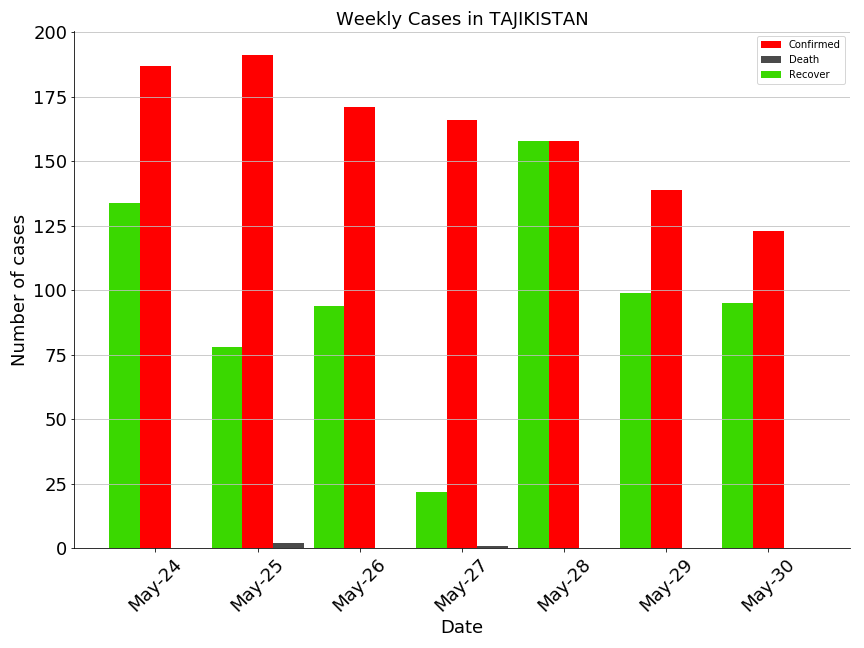 Weekly Cases in TAJIKISTAN
Confirmed
Death
Recover
Number of cases
200
175
150
125
100
75
50
25
0
May-24
May-25
May-26
May-27
May-28
May-29
May-30
Date